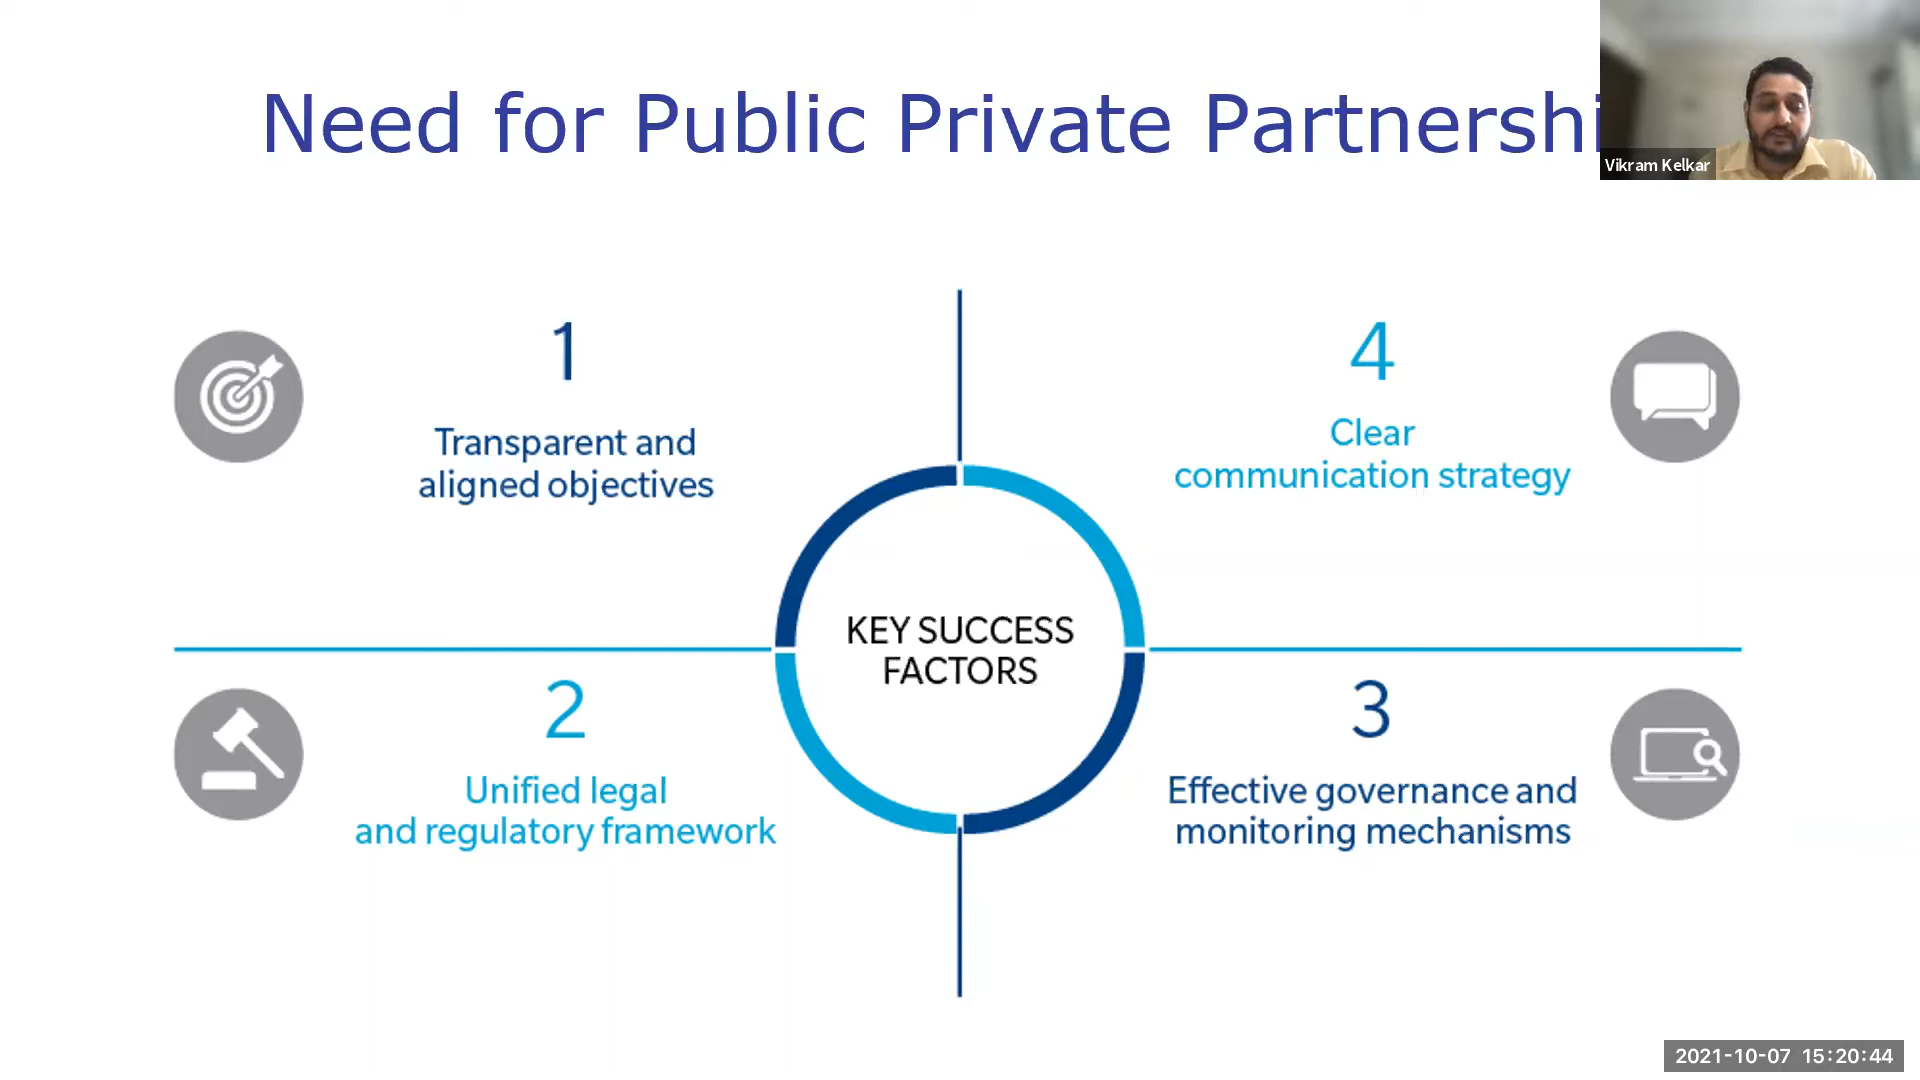 Need for Public Private Partnershi
Vikram Kelkar
1
Transparent and
aligned objectives
4
Clear
communication strategy
KEY SUCCESS
FACTORS
2
Unified legal
and regulatory framework
3
Effective governance and
monitoring mechanisms
2021-10-07 15:20:44